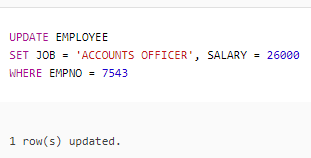 UPDATE EMPLOYEE
SET JOB = 'ACCOUNTS OFFICER', SALARY = 26000
WHERE EMPNO = 7543
1 row(s) updated.